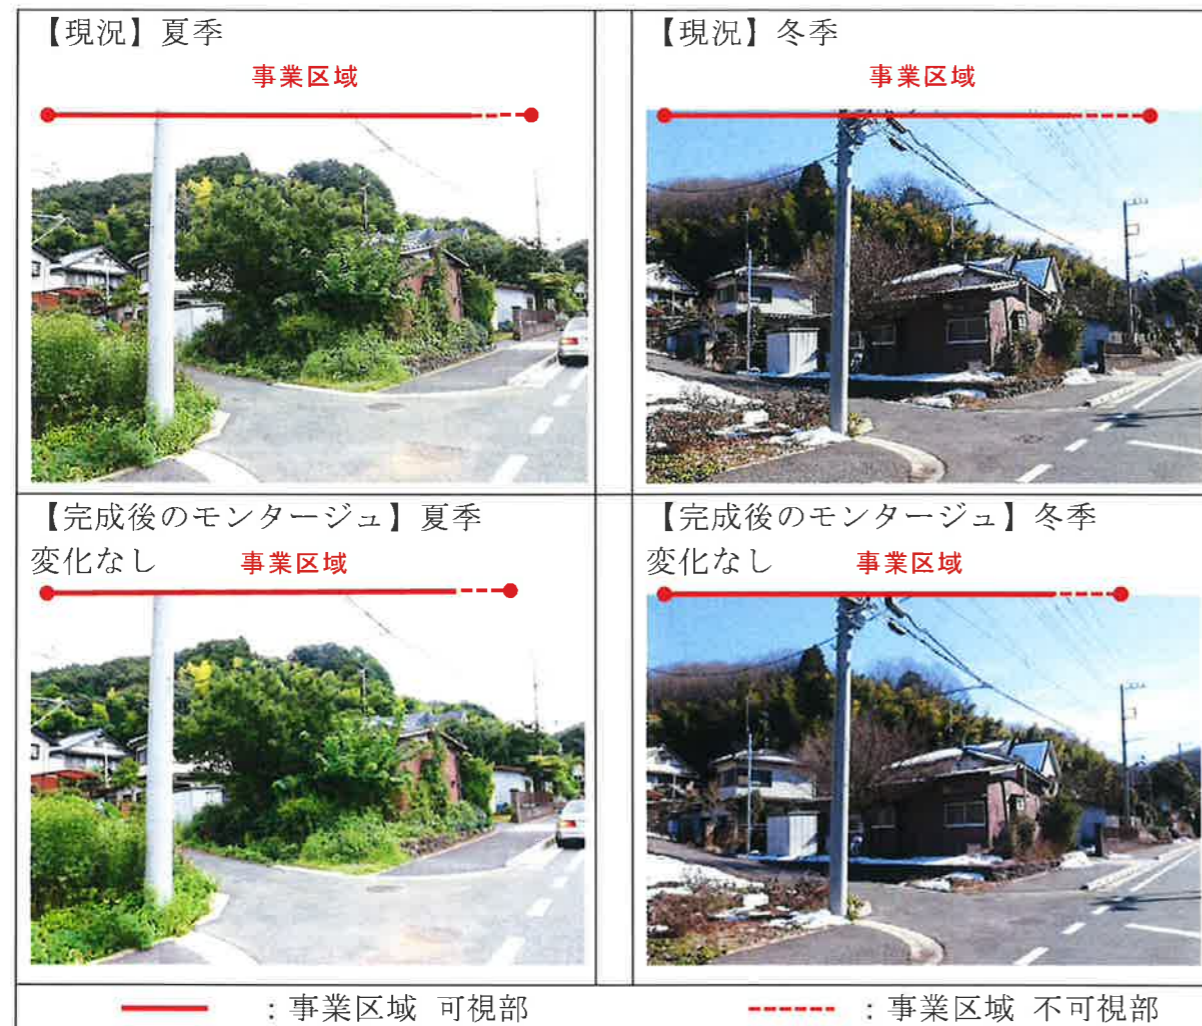 【現況】夏季
事業区域
【現況】冬季
事業区域
【完成後のモンタージュ】夏季
変化なし 事業区域
【完成後のモンタージュ】冬季
変化なし 事業区域
：事業区域 可視部
：事業区域 不可視部